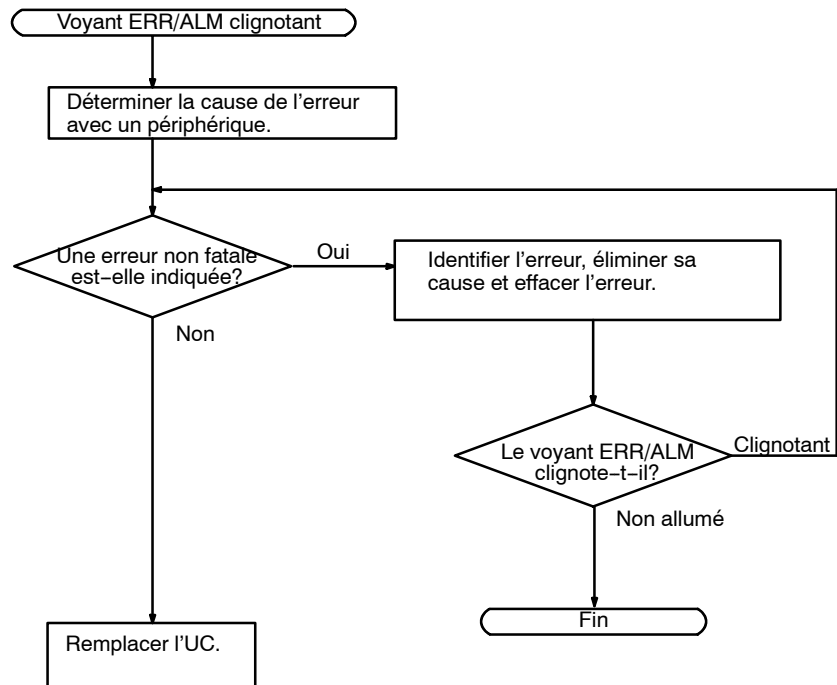 Voyant ERR/ALM clignotant
Déterminer la cause de l’erreur
avec un périphérique.
Une erreur non fatale
est–elle indiquée?
Oui
Identifier l’erreur, éliminer sa
cause et effacer l’erreur.
Non
Le voyant ERR/ALM
clignote–t–il?
Clignotant
Non allumé
Fin
Remplacer l’UC.